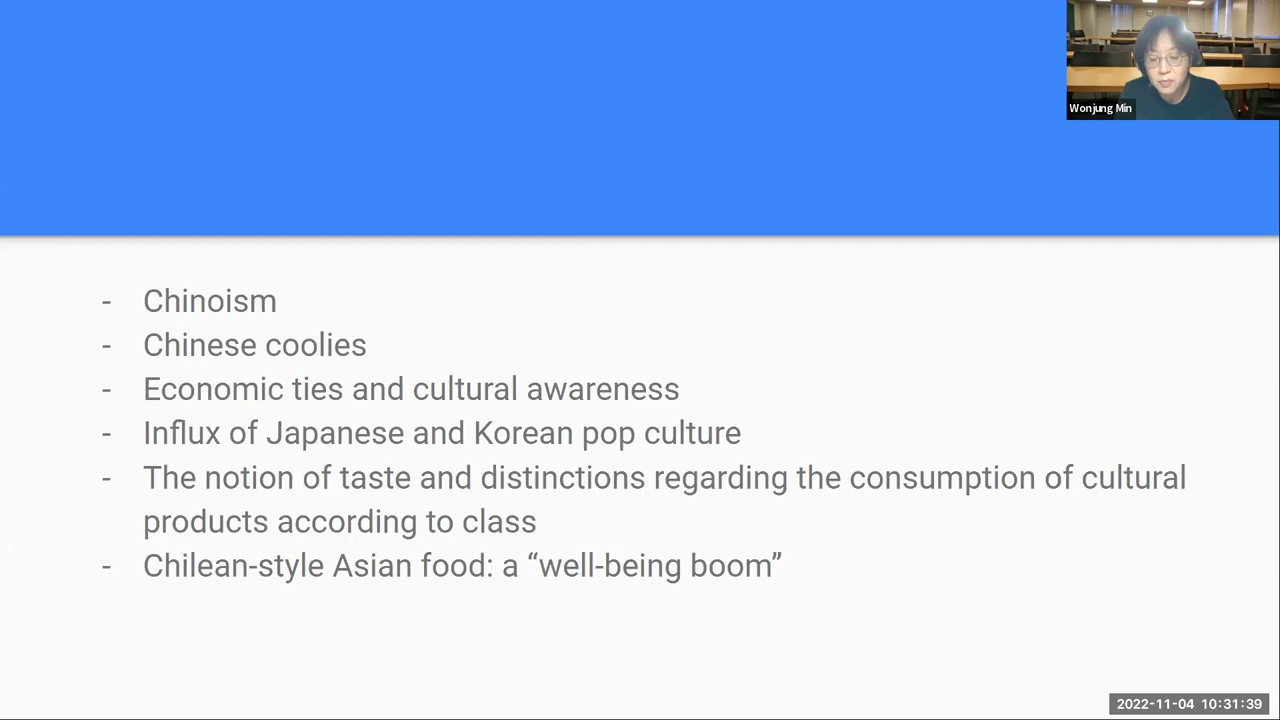 Wonjung Min
- Chinoism
- Chinese coolies
- Economic ties and cultural awareness
- Influx of Japanese and Korean pop culture
- The notion of taste and distinctions regarding the consumption of cultural
products according to class
- Chilean-style Asian food: a “well-being boom”
2022-11-04 10:31:39